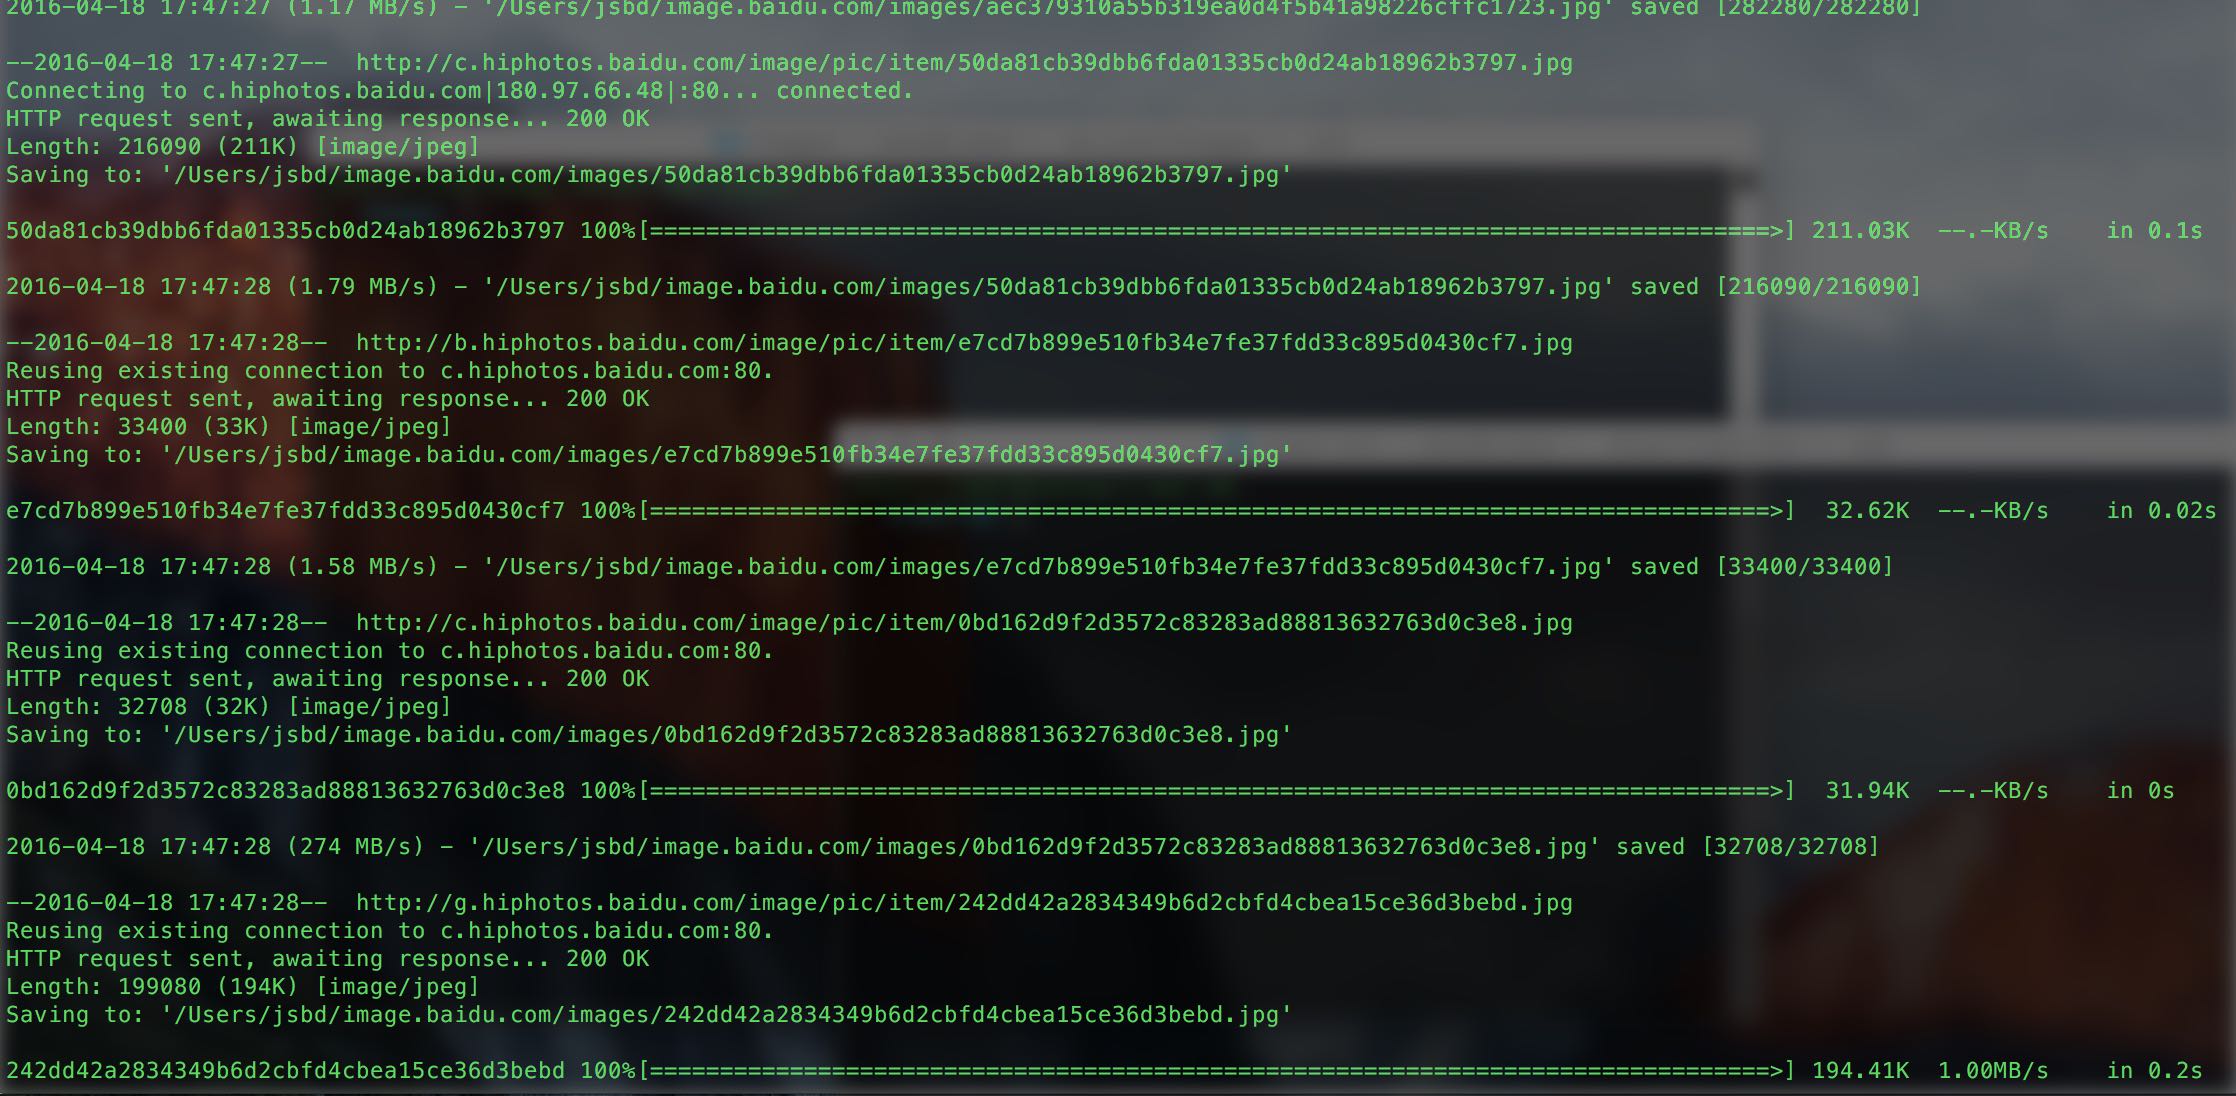 2016-04-18 17:47:27 (1.17 MB/s) - '/Users/jsbd/image.baidu.com/images/aec379310a55b319ea0d4f5b41a98226cffc1723.jpg' saved [282280/282280]
--2016-04-18 17:47:27--  http://c.hiphotos.baidu.com/image/pic/item/50da81cb39dbb6fda01335cb0d24ab18962b3797.jpg
Connecting to c.hiphotos.baidu.com|180.97.66.48|:80... connected.
HTTP request sent, awaiting response... 200 OK
Length: 216090 (211K) [image/jpeg]
Saving to: '/Users/jsbd/image.baidu.com/images/50da81cb39dbb6fda01335cb0d24ab18962b3797.jpg'
50da81cb39dbb6fda01335cb0d24ab18962b3797 100%[================================================================================>] 211.03K  --.-KB/s    in 0.1s
2016-04-18 17:47:28 (1.79 MB/s) - '/Users/jsbd/image.baidu.com/images/50da81cb39dbb6fda01335cb0d24ab18962b3797.jpg' saved [216090/216090]
--2016-04-18 17:47:28--  http://b.hiphotos.baidu.com/image/pic/item/e7cd7b899e510fb34e7fe37fdd33c895d0430cf7.jpg
Reusing existing connection to c.hiphotos.baidu.com:80.
HTTP request sent, awaiting response... 200 OK
Length: 33400 (33K) [image/jpeg]
Saving to: '/Users/jsbd/image.baidu.com/images/e7cd7b899e510fb34e7fe37fdd33c895d0430cf7.jpg'
e7cd7b899e510fb34e7fe37fdd33c895d0430cf7 100%[================================================================================>]  32.62K  --.-KB/s    in 0.02s
2016-04-18 17:47:28 (1.58 MB/s) - '/Users/jsbd/image.baidu.com/images/e7cd7b899e510fb34e7fe37fdd33c895d0430cf7.jpg' saved [33400/33400]
--2016-04-18 17:47:28--  http://c.hiphotos.baidu.com/image/pic/item/0bd162d9f2d3572c83283ad88813632763d0c3e8.jpg
Reusing existing connection to c.hiphotos.baidu.com:80.
HTTP request sent, awaiting response... 200 OK
Length: 32708 (32K) [image/jpeg]
Saving to: '/Users/jsbd/image.baidu.com/images/0bd162d9f2d3572c83283ad88813632763d0c3e8.jpg'
0bd162d9f2d3572c83283ad88813632763d0c3e8 100%[================================================================================>]  31.94K  --.-KB/s    in 0s
2016-04-18 17:47:28 (274 MB/s) - '/Users/jsbd/image.baidu.com/images/0bd162d9f2d3572c83283ad88813632763d0c3e8.jpg' saved [32708/32708]
--2016-04-18 17:47:28--  http://g.hiphotos.baidu.com/image/pic/item/242dd42a2834349b6d2cbfd4cbea15ce36d3bebd.jpg
Reusing existing connection to c.hiphotos.baidu.com:80.
HTTP request sent, awaiting response... 200 OK
Length: 199080 (194K) [image/jpeg]
Saving to: '/Users/jsbd/image.baidu.com/images/242dd42a2834349b6d2cbfd4cbea15ce36d3bebd.jpg'
242dd42a2834349b6d2cbfd4cbea15ce36d3bebd 100%[================================================================================>] 194.41K  1.00MB/s    in 0.2s